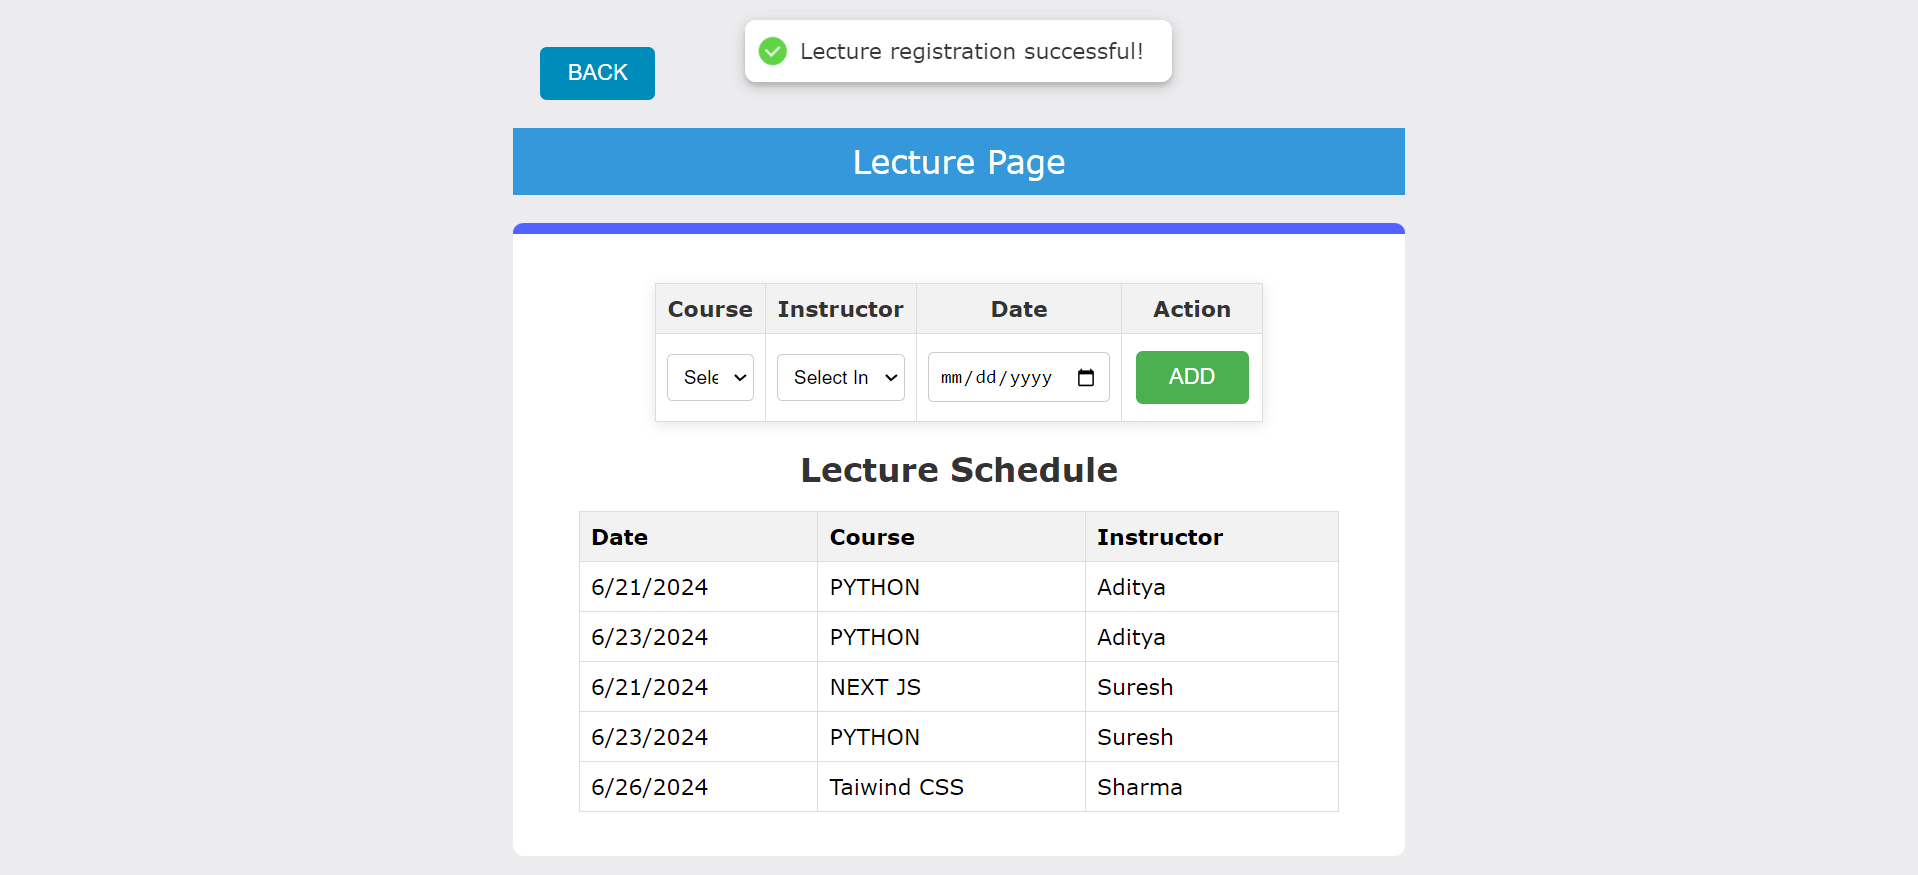 Lecture registration successful!
BACK
Lecture Page
Course Instructor Date Action
Sele Select In mm/dd/yyyy ADD
Lecture Schedule
Date Course Instructor
6/21/2024 PYTHON Aditya
6/23/2024 PYTHON Aditya
6/21/2024 NEXT JS Suresh
6/23/2024 PYTHON Suresh
6/26/2024 Taiwind CSS Sharma